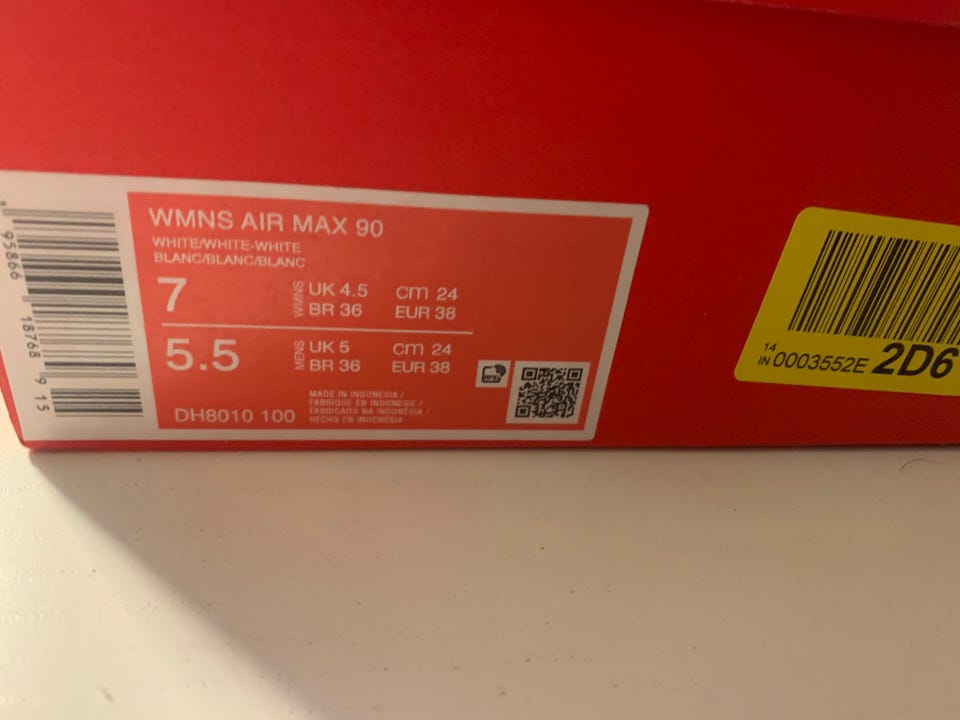 WMNS AIR MAX 90
WHITE/WHITE-WHITE
BLANC/BLANC/BLANC
7 WMNS UK 4.5 cm 24
BR 36 EUR 38
5.5 MENS UK 5 cm 24
BR 36 EUR 38
DH8010 100
MADE IN INDONESIA /
FABRIQUÉ EN INDONÉSIE /
FABRICADO NA INDONÉSIA /
HECHO EN INDONESIA
1 95866 18768 9 15
14
IN 0003552E 2D6